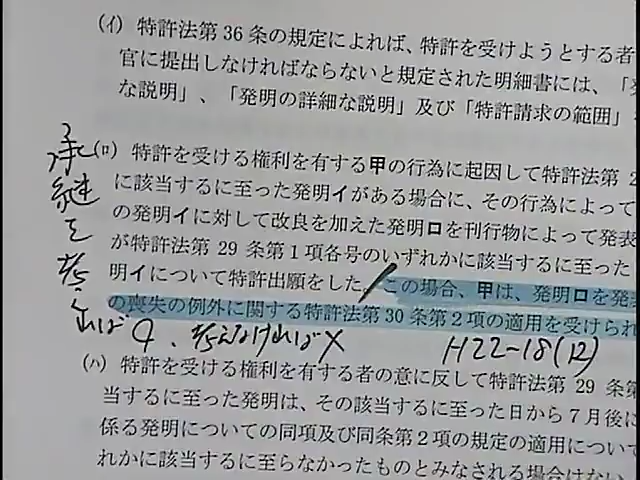 (イ) 特許法第36条の規定によれば、特許を受けようとする者
官に提出しなければならないと規定された明細書には、「
な説明」、「発明の詳細な説明」及び「特許請求の範囲」
(ロ) 特許を受ける権利を有する甲の行為に起因して特許法第2
に該当するに至った発明イがある場合に、その行為によって
の発明イに対して改良を加えた発明ロを刊行物によって発表
が特許法第29条第1項各号のいずれかに該当するに至った
明イについて特許出願をした。この場合、甲は、発明ロを発
の喪失の例外に関する特許法第30条第2項の適用を受けられ
承継を考えれば〇、考えなければ×
H22-18(ロ)
(ハ) 特許を受ける権利を有する者の意に反して特許法第29条第
当するに至った発明は、その該当するに至った日から7月後に
係る発明についての同項及び同条第2項の規定の適用につい
れかに該当するに至らなかったものとみなされる場合はない